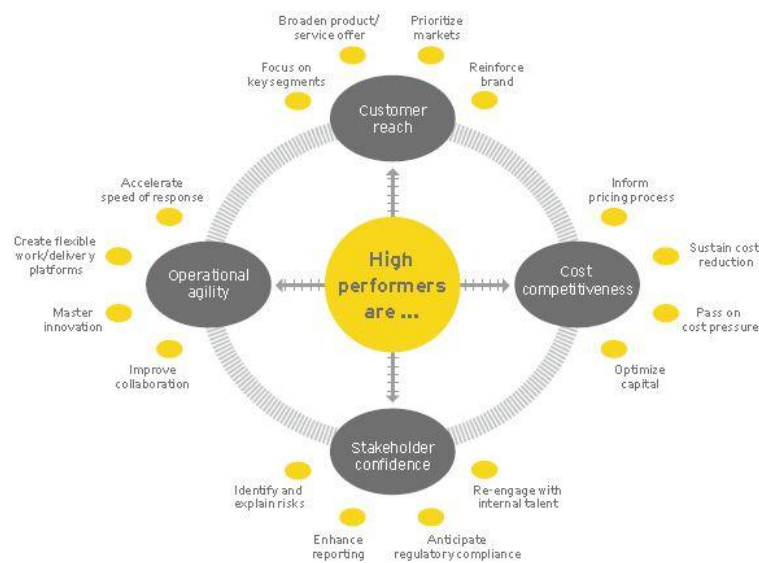 Broaden product/
service offer
Prioritize
markets
Focus on
key segments
Reinforce
brand
Customer
reach
Accelerate
speed of response
Inform
pricing process
Create flexible
work/delivery
platforms
Operational
agility
High
performers
are ...
Cost
competitiveness
Sustain cost
reduction
Master
innovation
Pass on
cost pressure
Improve
collaboration
Optimize
capital
Stakeholder
confidence
Identify and
explain risks
Re-engage with
internal talent
Enhance
reporting
Anticipate
regulatory compliance